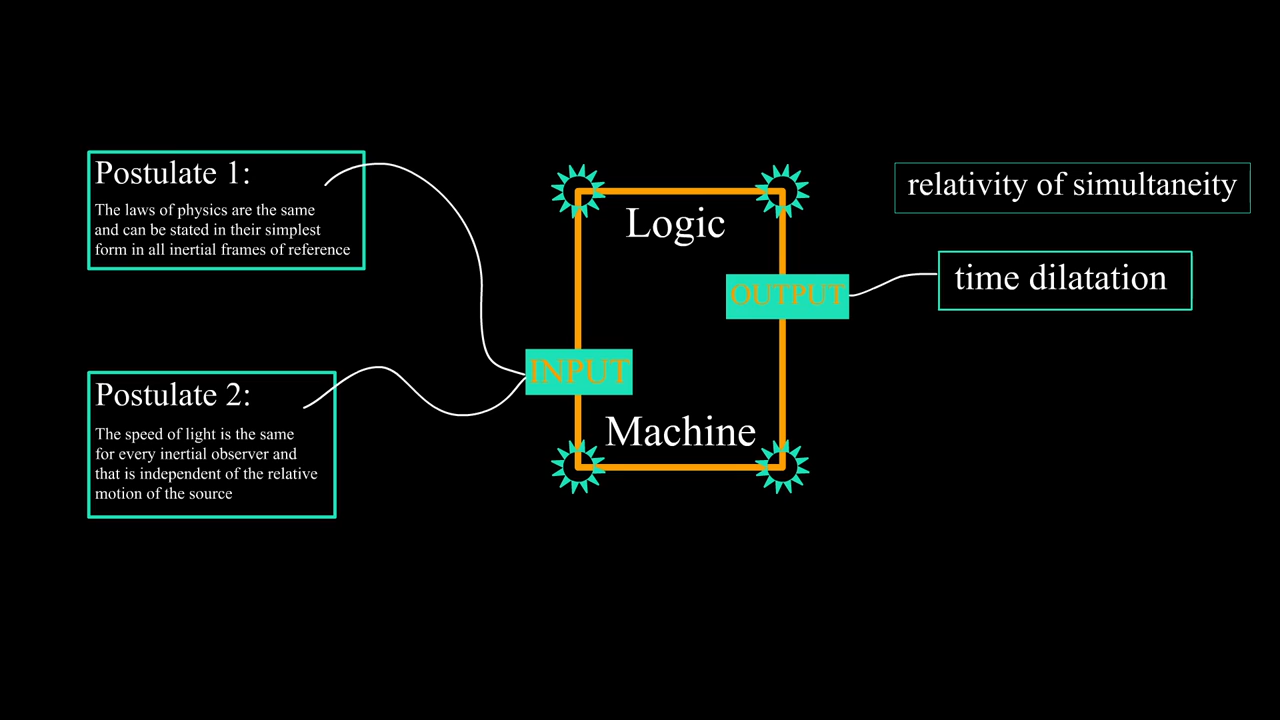 Postulate 1:
The laws of physics are the same
and can be stated in their simplest
form in all inertial frames of reference
Postulate 2:
The speed of light is the same
for every inertial observer and
that is independent of the relative
motion of the source
Logic
INPUT
OUTPUT
Machine
relativity of simultaneity
time dilatation